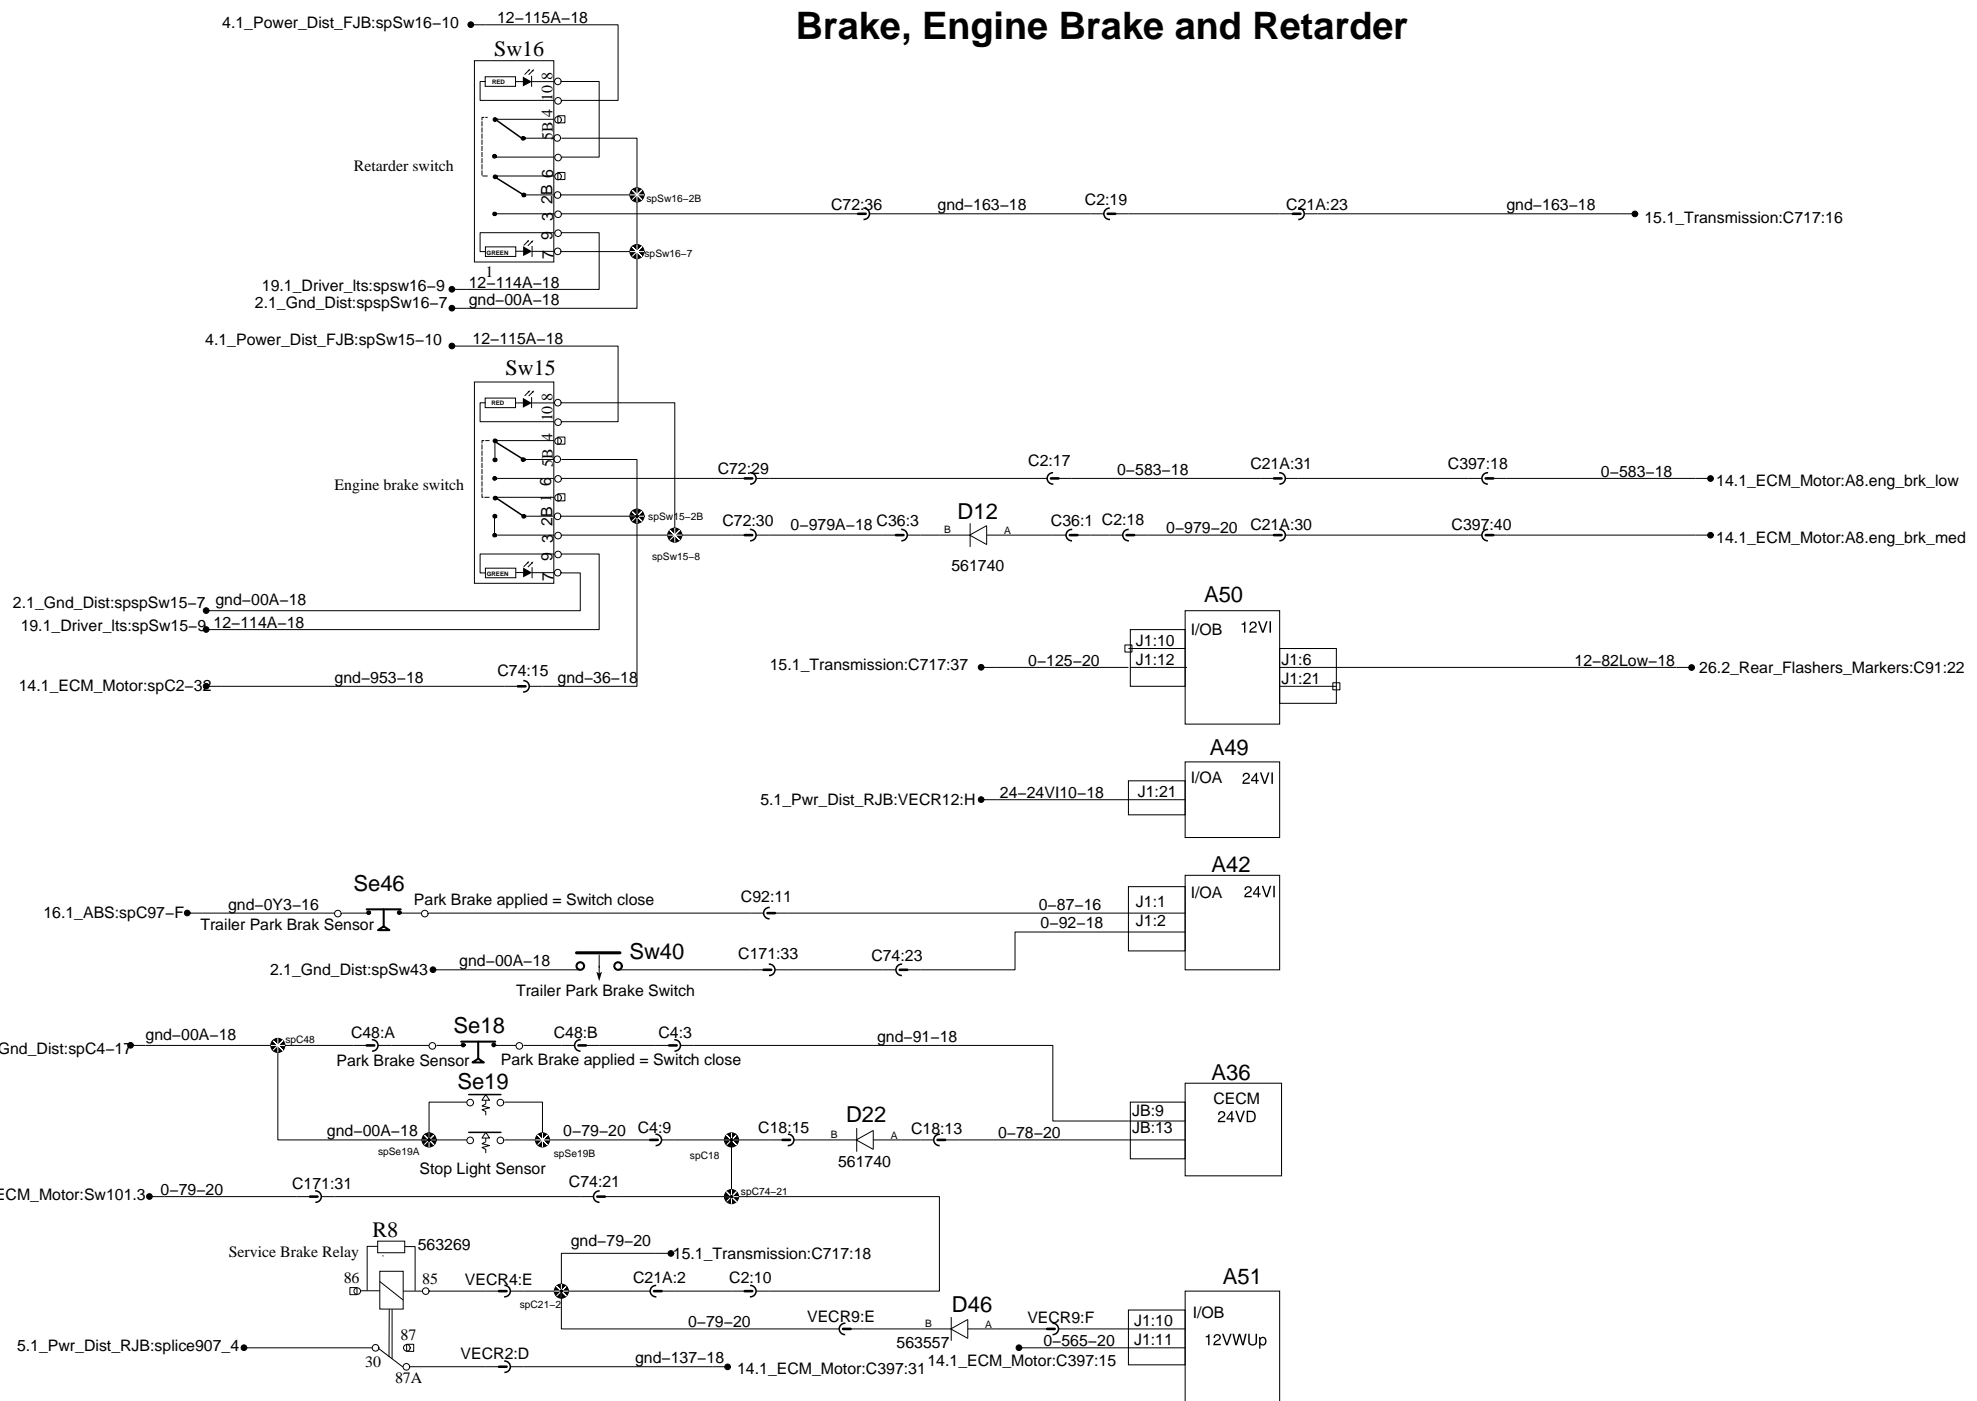 Brake, Engine Brake and Retarder
4.1_Power_Dist_FJB:spSw16-10 12-115A-18
Sw16
RED
8
10
4
5B
6
2B
3
9
7
GREEN
1
Retarder switch
spSw16-2B
spSw16-7
C72:36 gnd-163-18 C2:19 C21A:23 gnd-163-18 15.1_Transmission:C717:16
19.1_Driver_lts:spsw16-9 12-114A-18
2.1_Gnd_Dist:spspSw16-7 gnd-00A-18
4.1_Power_Dist_FJB:spSw15-10 12-115A-18
Sw15
RED
8
10
4
5B
6
1
2B
3
9
7
GREEN
Engine brake switch
C72:29 C2:17 0-583-18 C21A:31 C397:18 0-583-18 14.1_ECM_Motor:A8.eng_brk_low
spSw15-2B
spSw15-8
C72:30 0-979A-18 C36:3 B D12 A C36:1 C2:18 0-979-20 C21A:30 C397:40 14.1_ECM_Motor:A8.eng_brk_med
561740
2.1_Gnd_Dist:spspSw15-7 gnd-00A-18
19.1_Driver_lts:spSw15-9 12-114A-18
14.1_ECM_Motor:spC2-32 gnd-953-18 C74:15 gnd-36-18
A50
I/OB 12VI
J1:10
15.1_Transmission:C717:37 0-125-20 J1:12
J1:6 12-82Low-18 26.2_Rear_Flashers_Markers:C91:22
J1:21
A49
I/OA 24VI
5.1_Pwr_Dist_RJB:VECR12:H 24-24VI10-18 J1:21
A42
I/OA 24VI
Se46
Park Brake applied = Switch close
16.1_ABS:spC97-F gnd-0Y3-16 C92:11 0-87-16 J1:1
Trailer Park Brak Sensor
0-92-18 J1:2
2.1_Gnd_Dist:spSw43 gnd-00A-18 Sw40 C171:33 C74:23
Trailer Park Brake Switch
Gnd_Dist:spC4-17 gnd-00A-18 spC48 C48:A Se18 C48:B C4:3 gnd-91-18
Park Brake Sensor Park Brake applied = Switch close
A36
CECM
24VD
JB:9
JB:13
Se19
gnd-00A-18 spSe19A spSe19B 0-79-20 C4:9 spC18 C18:15 B D22 A C18:13 0-78-20
561740
Stop Light Sensor
ECM_Motor:Sw101.3 0-79-20 C171:31 C74:21 spC74-21
R8
563269
Service Brake Relay
86 85 VECR4:E spC21-2 C21A:2 C2:10
gnd-79-20 15.1_Transmission:C717:18
0-79-20 VECR9:E B D46 A VECR9:F
563557
A51
I/OB
12VWUp
J1:10
J1:11
0-565-20
14.1_ECM_Motor:C397:15
5.1_Pwr_Dist_RJB:splice907_4 30 87
87A
VECR2:D gnd-137-18 14.1_ECM_Motor:C397:31